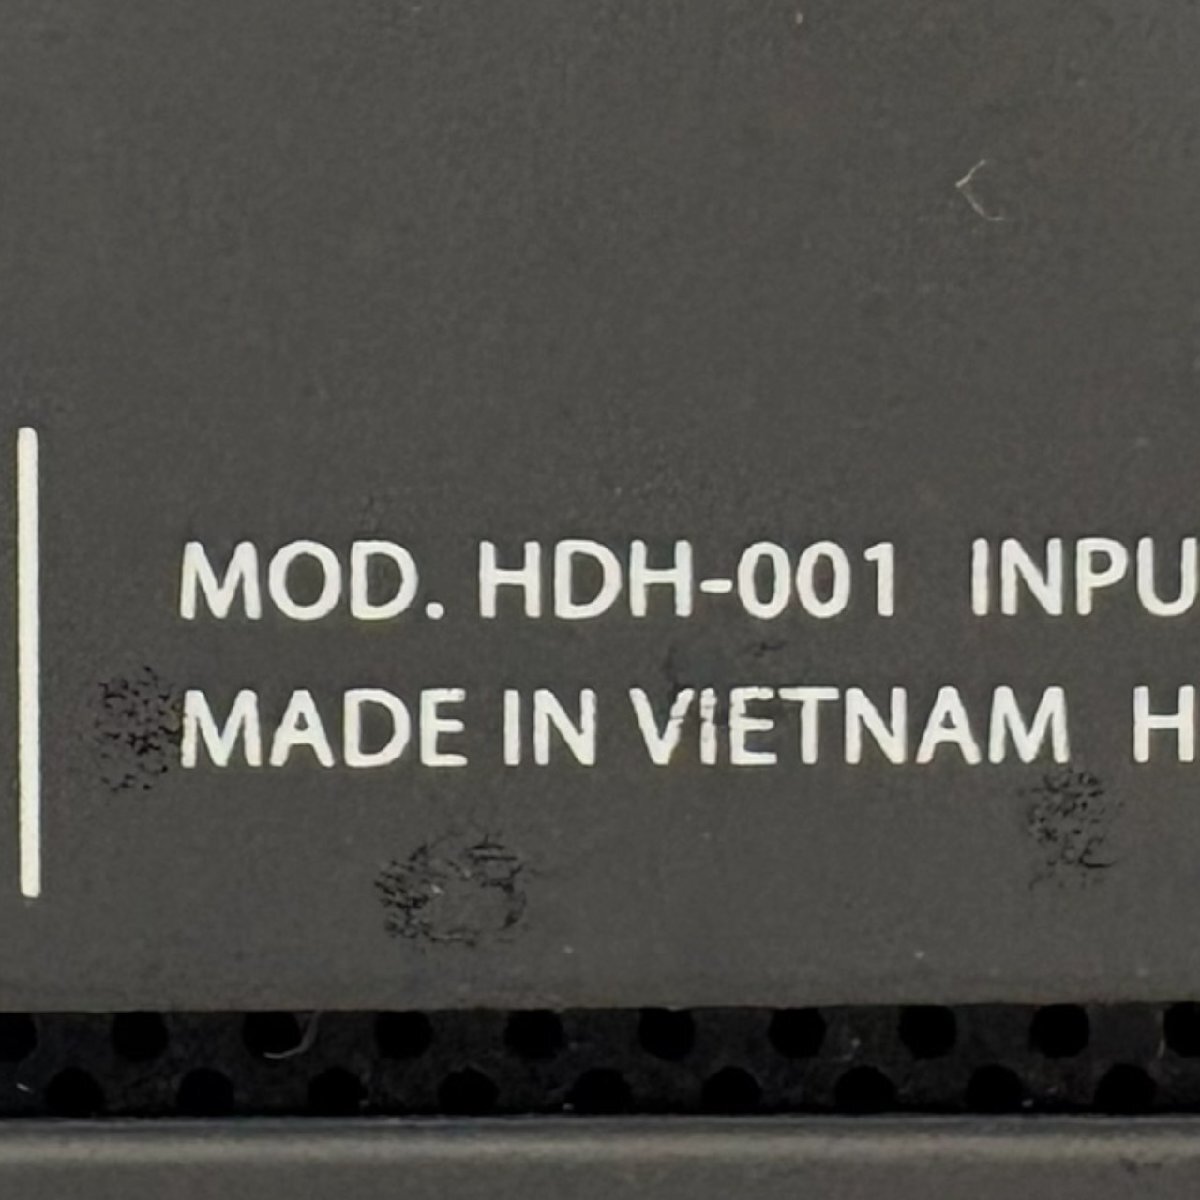 MOD. HDH-001 INPU
MADE IN VIETNAM H